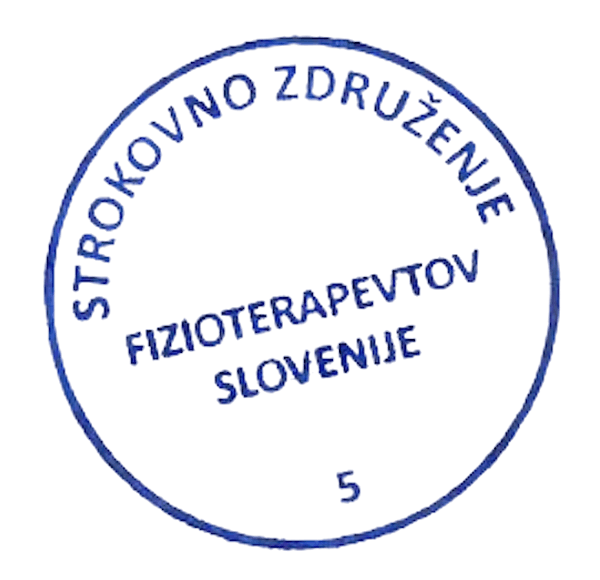 STROKOVNO ZDRUŽENJE
FIZIOTERAPEVTOV
SLOVENIJE
5